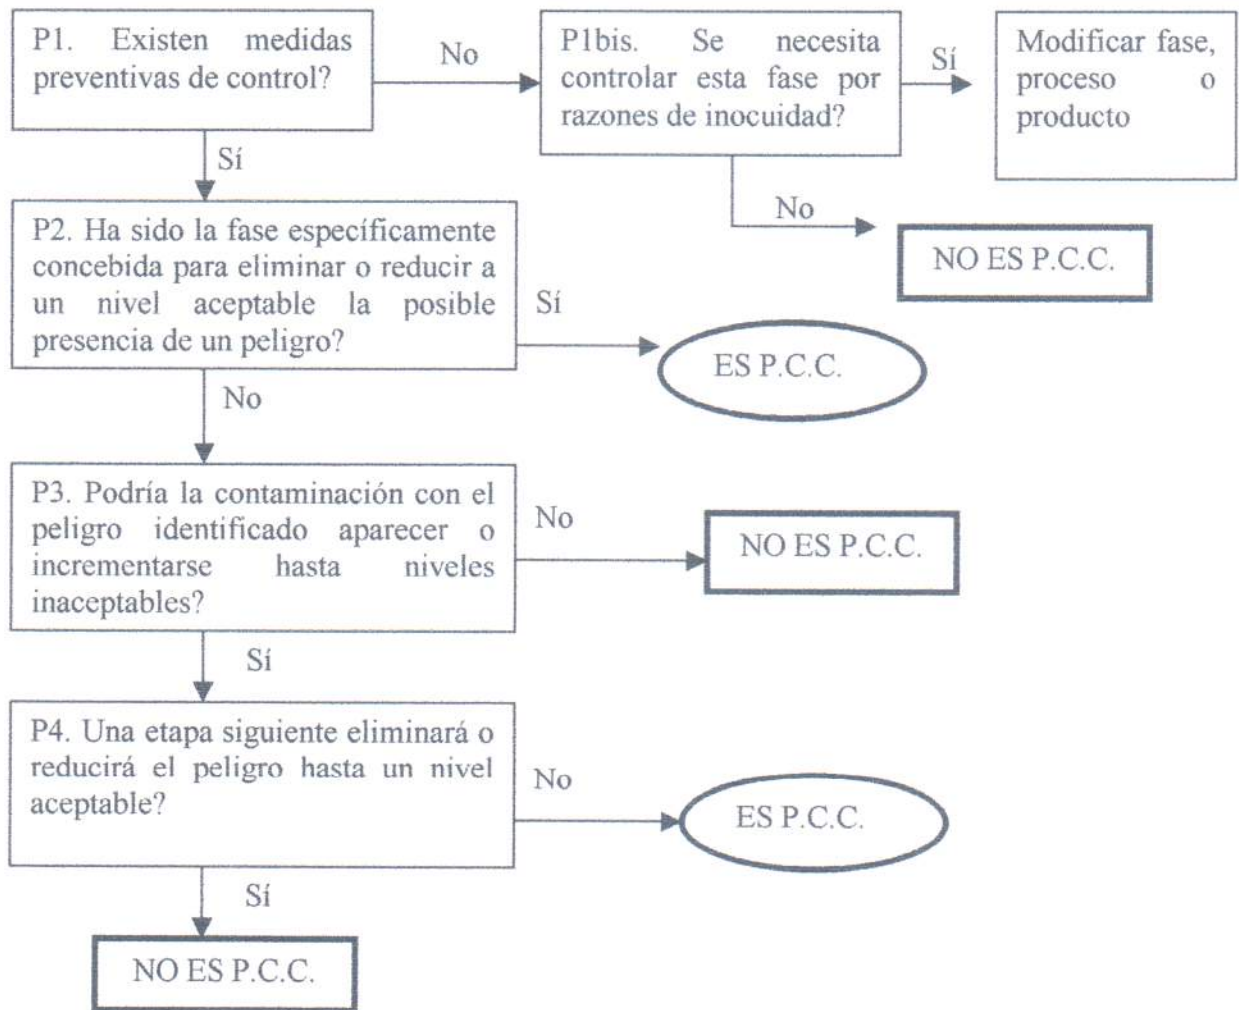 P1. Existen medidas
preventivas de control?
No
P1bis. Se necesita
controlar esta fase por
razones de inocuidad?
Sí
Modificar fase,
proceso o
producto
Sí
No
NO ES P.C.C.
P2. Ha sido la fase específicamente
concebida para eliminar o reducir a
un nivel aceptable la posible
presencia de un peligro?
Sí
ES P.C.C.
No
P3. Podría la contaminación con el
peligro identificado aparecer o
incrementarse hasta niveles
inaceptables?
No
NO ES P.C.C.
Sí
P4. Una etapa siguiente eliminará o
reducirá el peligro hasta un nivel
aceptable?
No
ES P.C.C.
Sí
NO ES P.C.C.